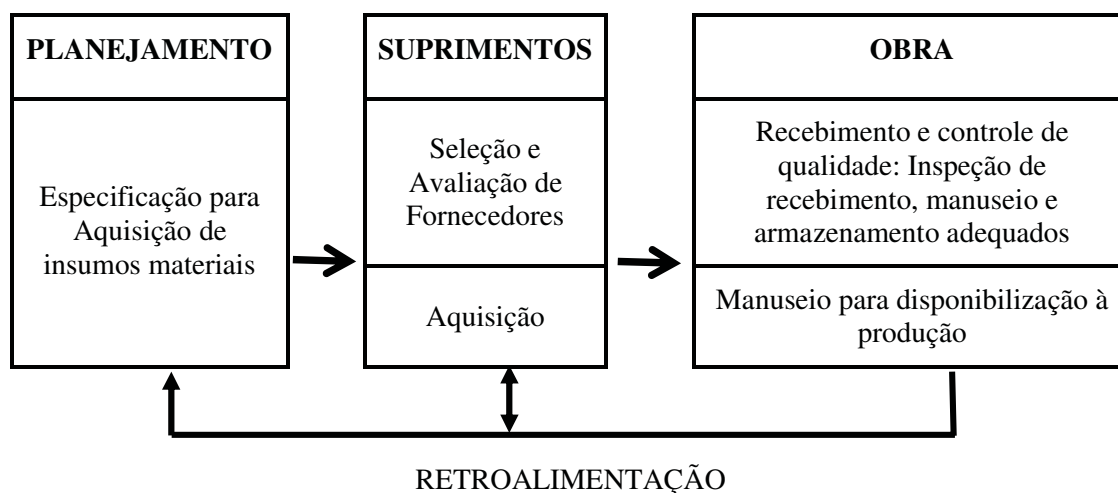 PLANEJAMENTO
Especificação para
Aquisição de
insumos materiais
SUPRIMENTOS
Seleção e
Avaliação de
Fornecedores
Aquisição
OBRA
Recebimento e controle de
qualidade: Inspeção de
recebimento, manuseio e
armazenamento adequados
Manuseio para disponibilização à
produção
RETROALIMENTAÇÃO